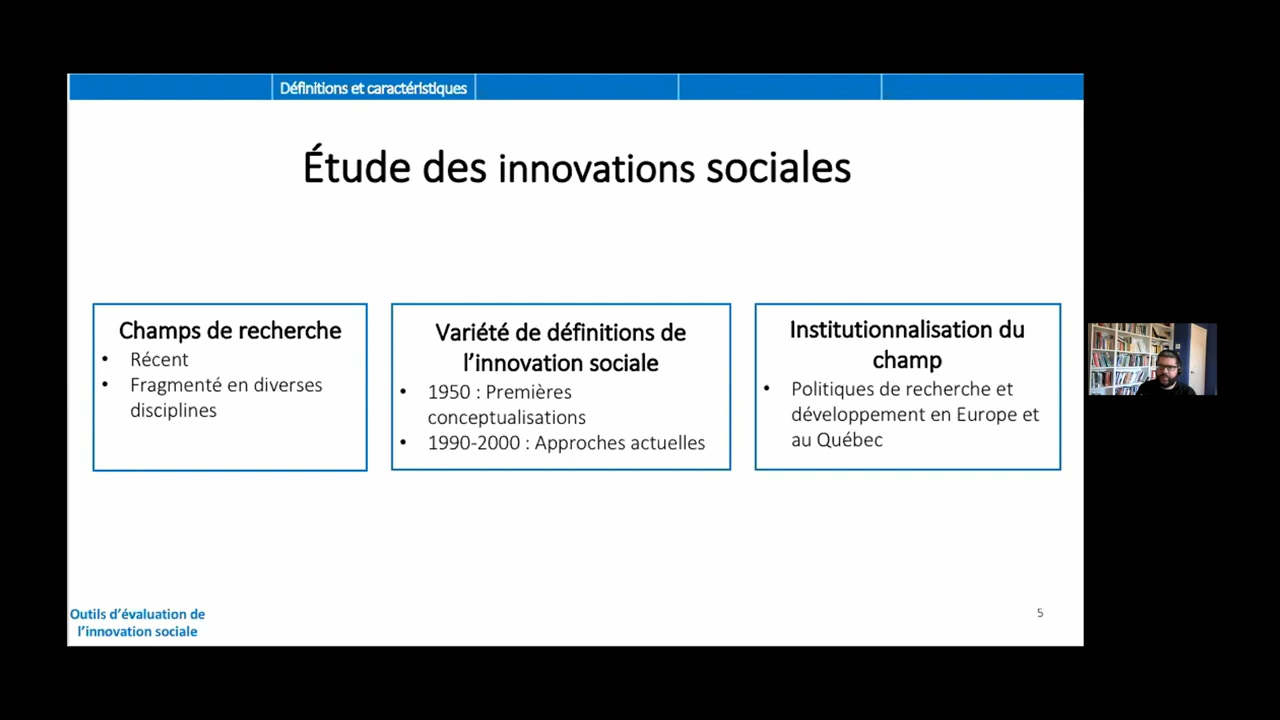 Définitions et caractéristiques
Étude des innovations sociales
Champs de recherche
• Récent
• Fragmenté en diverses
disciplines
Variété de définitions de
l’innovation sociale
• 1950 : Premières
conceptualisations
• 1990-2000 : Approches actuelles
Institutionnalisation du
champ
• Politiques de recherche et
développement en Europe et
au Québec
Outils d’évaluation de
l’innovation sociale
5